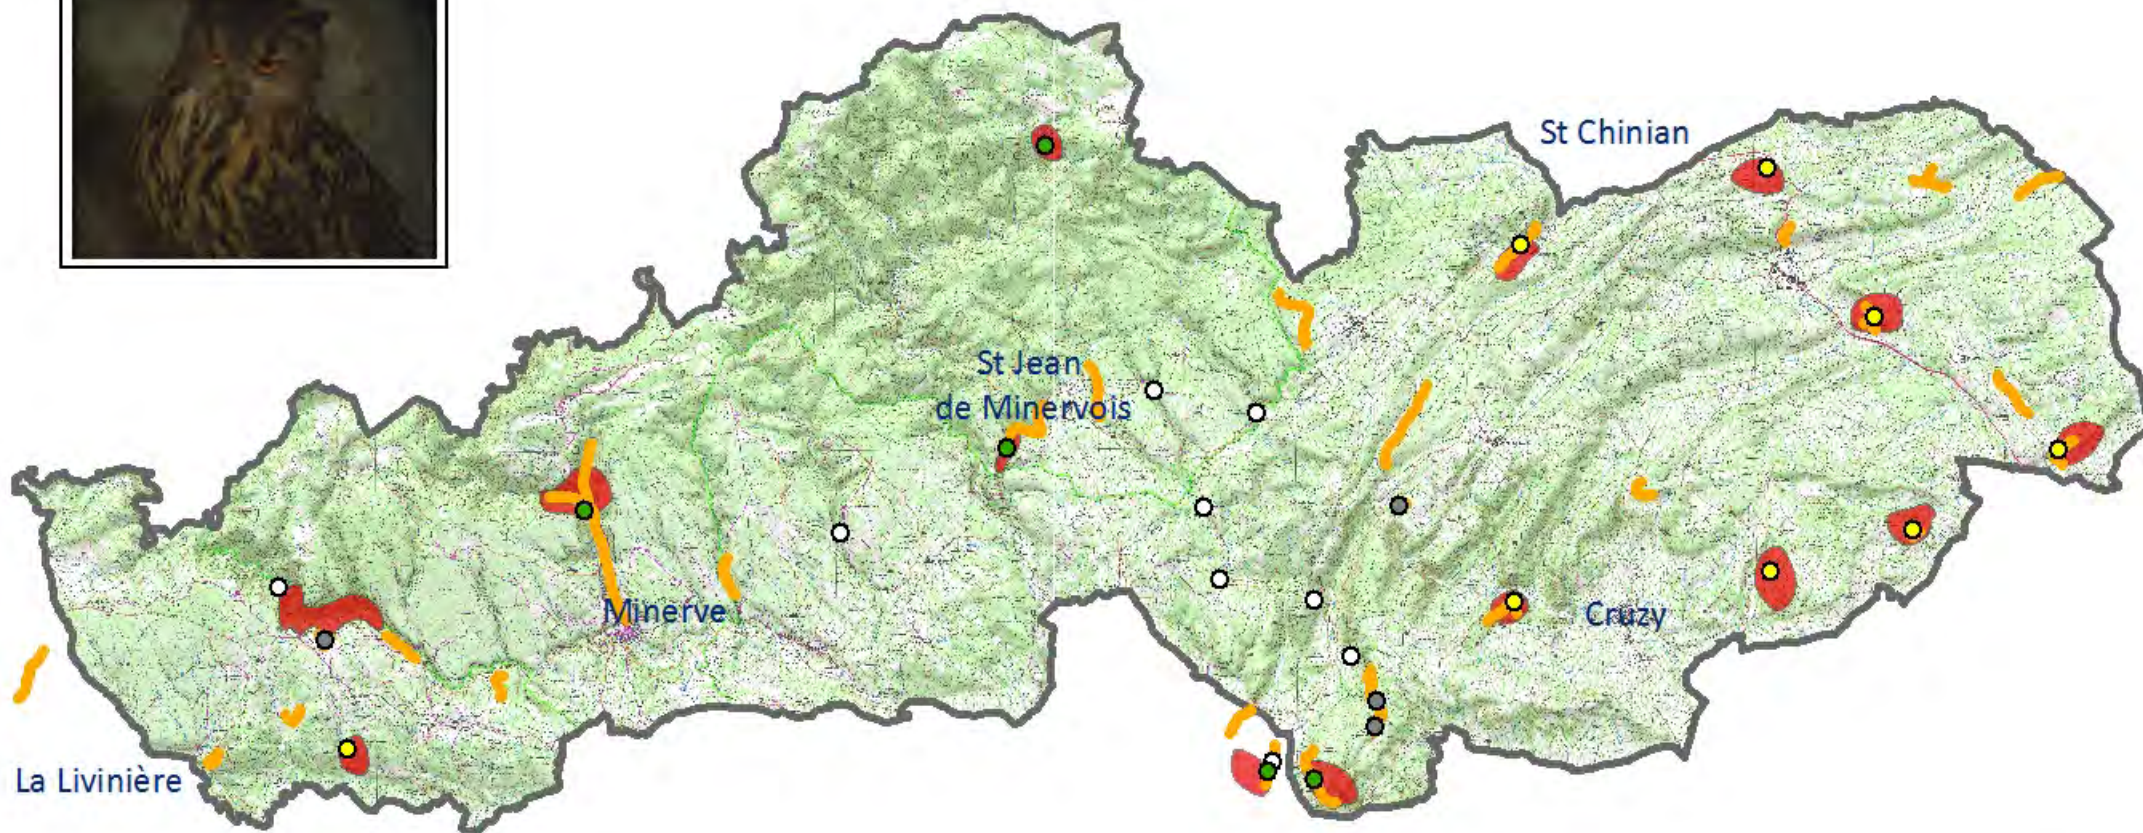 St Chinian
St Jean
de Minervois
Minerve
Cruzy
La Livinière